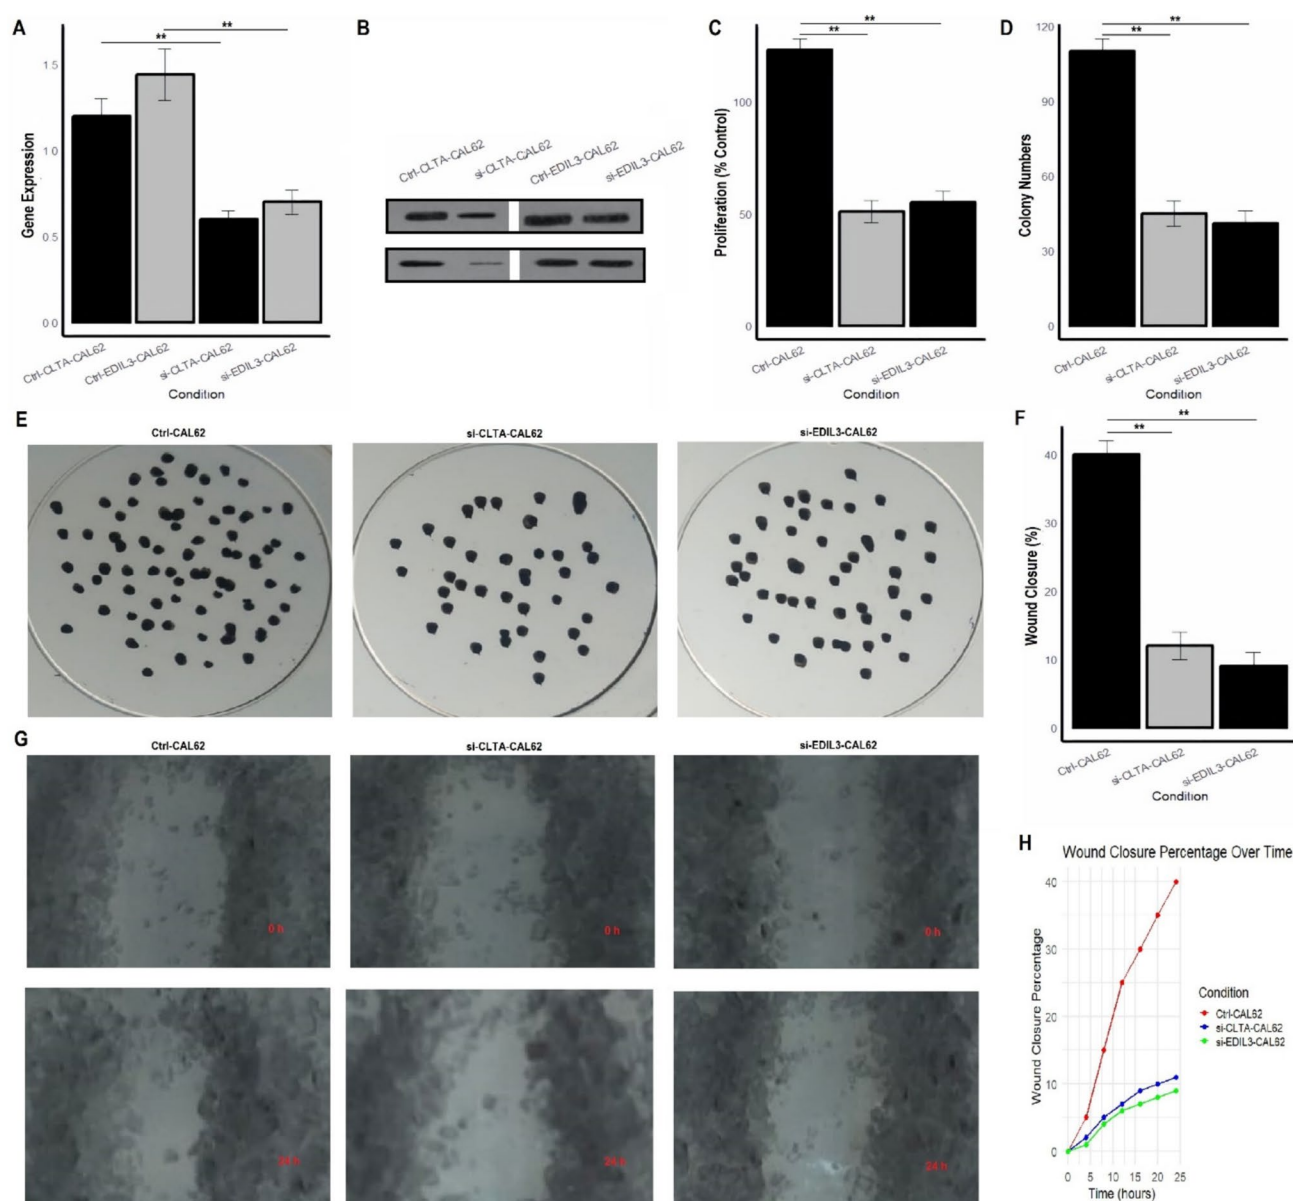 A
**
**
1.5
1.0
0.5
0.0
Gene Expression
Ctrl-CLTA-CAL62
Ctrl-EDIL3-CAL62
si-CLTA-CAL62
si-EDIL3-CAL62
Condition
B
Ctrl-CLTA-CAL62
si-CLTA-CAL62
Ctrl-EDIL3-CAL62
si-EDIL3-CAL62
C
**
**
100
50
0
Proliferation (% Control)
Ctrl-CAL62
si-CLTA-CAL62
si-EDIL3-CAL62
Condition
D
**
**
120
90
60
30
0
Colony Numbers
Ctrl-CAL62
si-CLTA-CAL62
si-EDIL3-CAL62
Condition
E
Ctrl-CAL62
si-CLTA-CAL62
si-EDIL3-CAL62
F
**
**
40
30
20
10
0
Wound Closure (%)
Ctrl-CAL62
si-CLTA-CAL62
si-EDIL3-CAL62
Condition
G
Ctrl-CAL62
si-CLTA-CAL62
si-EDIL3-CAL62
0 h
0 h
0 h
24 h
24 h
24 h
H
Wound Closure Percentage Over Time
40
30
20
10
0
Wound Closure Percentage
0 5 10 15 20 25
Time (hours)
Condition
Ctrl-CAL62
si-CLTA-CAL62
si-EDIL3-CAL62